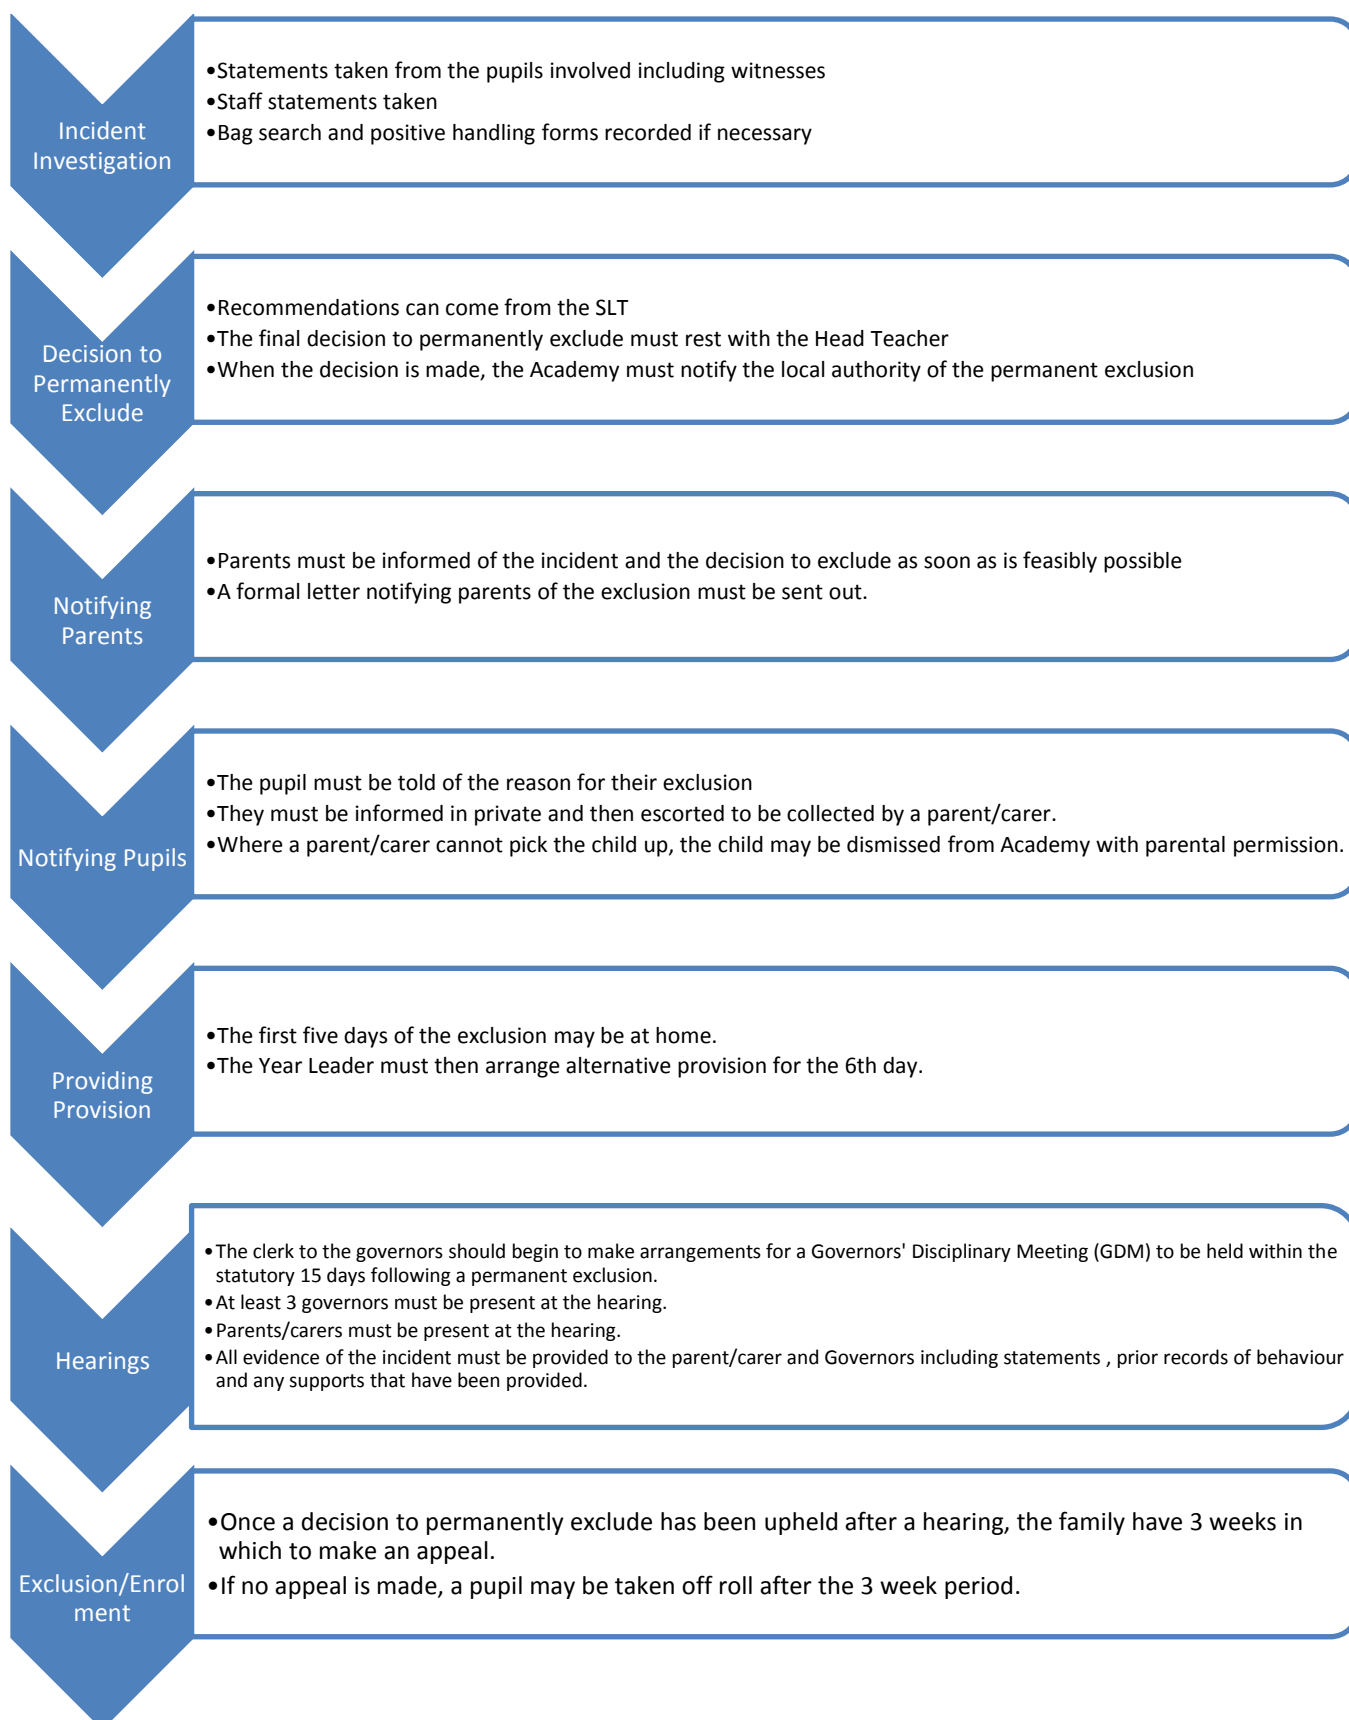 Incident
Investigation
•Statements taken from the pupils involved including witnesses
•Staff statements taken
•Bag search and positive handling forms recorded if necessary
Decision to
Permanently
Exclude
•Recommendations can come from the SLT
•The final decision to permanently exclude must rest with the Head Teacher
•When the decision is made, the Academy must notify the local authority of the permanent exclusion
Notifying
Parents
•Parents must be informed of the incident and the decision to exclude as soon as is feasibly possible
•A formal letter notifying parents of the exclusion must be sent out.
Notifying Pupils
•The pupil must be told of the reason for their exclusion
•They must be informed in private and then escorted to be collected by a parent/carer.
•Where a parent/carer cannot pick the child up, the child may be dismissed from Academy with parental permission.
Providing
Provision
•The first five days of the exclusion may be at home.
•The Year Leader must then arrange alternative provision for the 6th day.
Hearings
•The clerk to the governors should begin to make arrangements for a Governors' Disciplinary Meeting (GDM) to be held within the
statutory 15 days following a permanent exclusion.
•At least 3 governors must be present at the hearing.
•Parents/carers must be present at the hearing.
•All evidence of the incident must be provided to the parent/carer and Governors including statements , prior records of behaviour
and any supports that have been provided.
Exclusion/Enrol
ment
•Once a decision to permanently exclude has been upheld after a hearing, the family have 3 weeks in
which to make an appeal.
•If no appeal is made, a pupil may be taken off roll after the 3 week period.